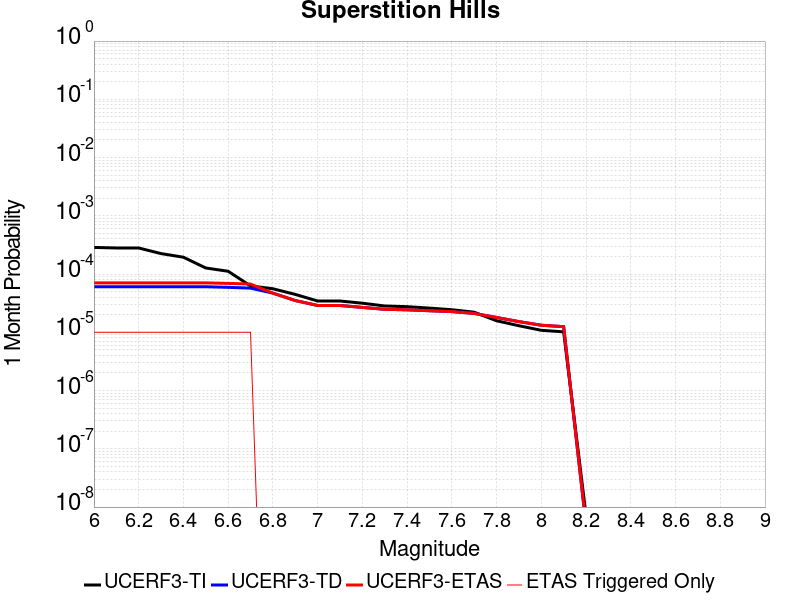 Superstition Hills
10^0
10^-1
10^-2
10^-3
10^-4
10^-5
10^-6
10^-7
10^-8
1 Month Probability
6 6.2 6.4 6.6 6.8 7 7.2 7.4 7.6 7.8 8 8.2 8.4 8.6 8.8 9
Magnitude
UCERF3-TI UCERF3-TD UCERF3-ETAS ETAS Triggered Only